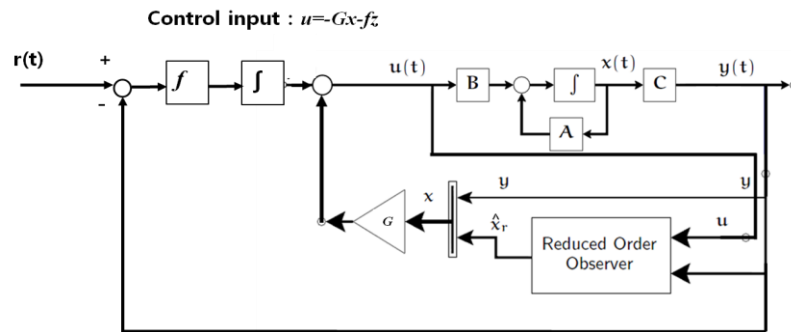 Control input : u=-Gx-fz
r(t)
+
-
f
∫
u(t)
B
∫
x(t)
C
y(t)
A
x
y
y
G
x̂r
u
Reduced Order
Observer